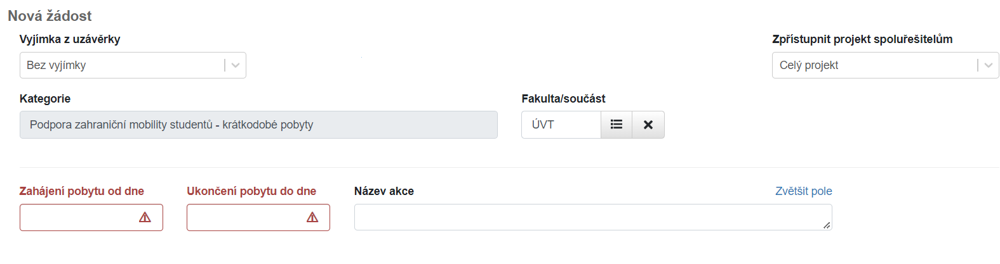 Nová žádost
Vyjímka z uzávěrky
Zpřístupnit projekt spoluřešitelům
Bez vyjímky
Celý projekt
Kategorie
Fakulta/součást
Podpora zahraniční mobility studentů - krátkodobé pobyty
ÚVT
Zahájení pobytu od dne
Ukončení pobytu do dne
Název akce
Zvětšit pole